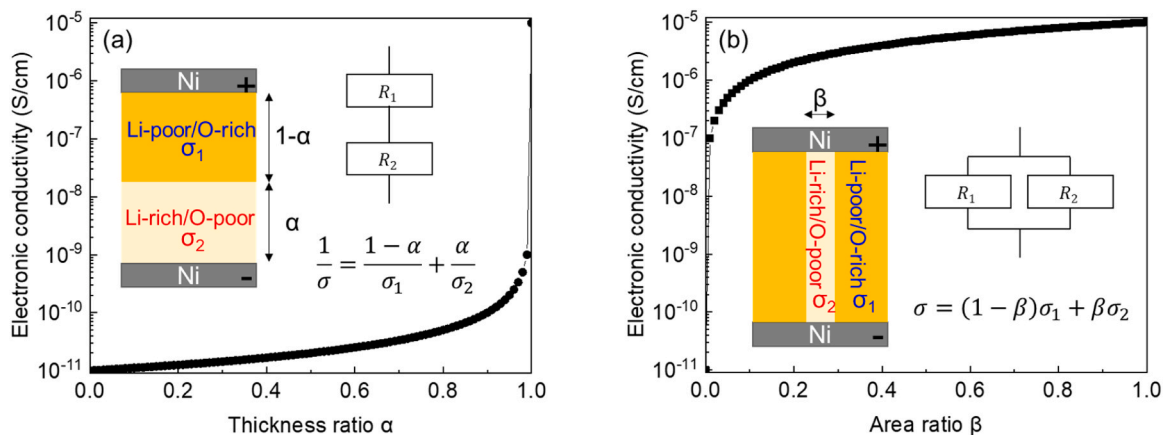 (a)
Electronic conductivity (S/cm)
10⁻⁵
10⁻⁶
10⁻⁷
10⁻⁸
10⁻⁹
10⁻¹⁰
10⁻¹¹
Ni +
Li-poor/O-rich
σ₁
1-α
Li-rich/O-poor
σ₂
α
Ni -
R₁
R₂
1/σ = (1 − α)/σ₁ + α/σ₂
0.0 0.2 0.4 0.6 0.8 1.0
Thickness ratio α
(b)
Electronic conductivity (S/cm)
10⁻⁵
10⁻⁶
10⁻⁷
10⁻⁸
10⁻⁹
10⁻¹⁰
10⁻¹¹
β
Ni +
Li-rich/O-poor σ₂
Li-poor/O-rich σ₁
Ni -
R₁ R₂
σ = (1 − β)σ₁ + βσ₂
0.0 0.2 0.4 0.6 0.8 1.0
Area ratio β